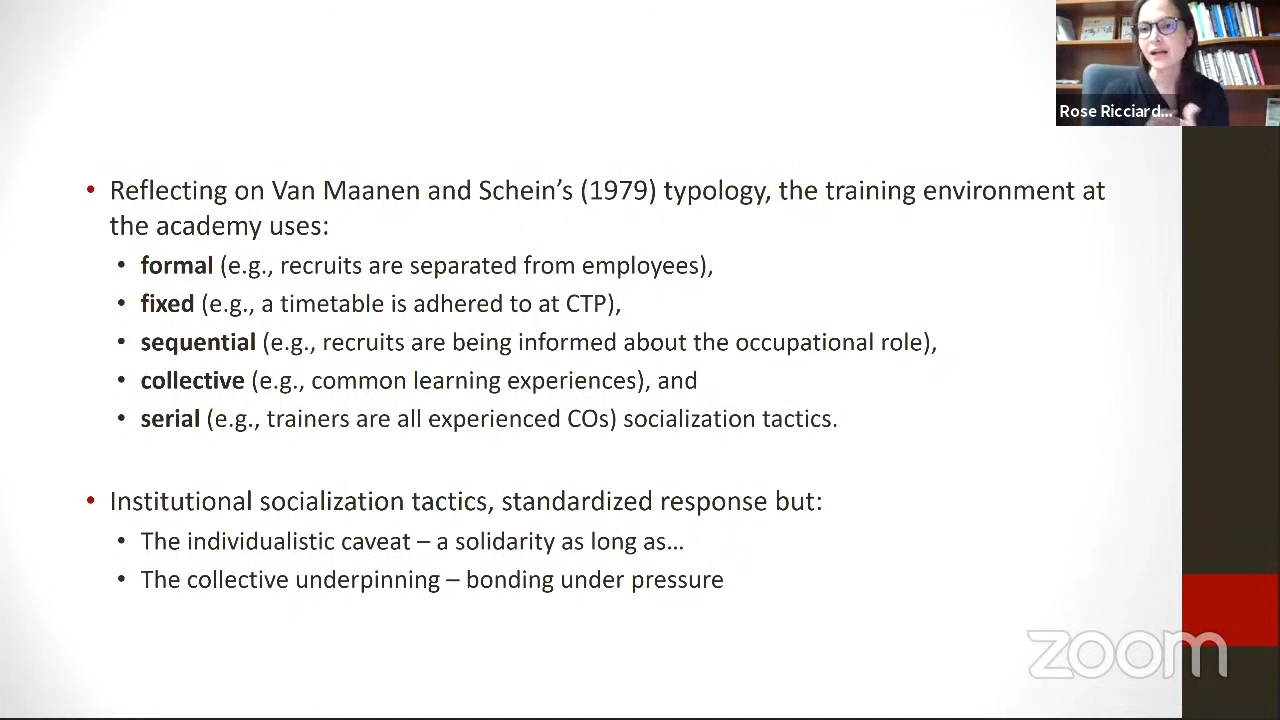 Rose Ricciard...
• Reflecting on Van Maanen and Schein’s (1979) typology, the training environment at
the academy uses:
• formal (e.g., recruits are separated from employees),
• fixed (e.g., a timetable is adhered to at CTP),
• sequential (e.g., recruits are being informed about the occupational role),
• collective (e.g., common learning experiences), and
• serial (e.g., trainers are all experienced COs) socialization tactics.
• Institutional socialization tactics, standardized response but:
• The individualistic caveat – a solidarity as long as…
• The collective underpinning – bonding under pressure
zoom